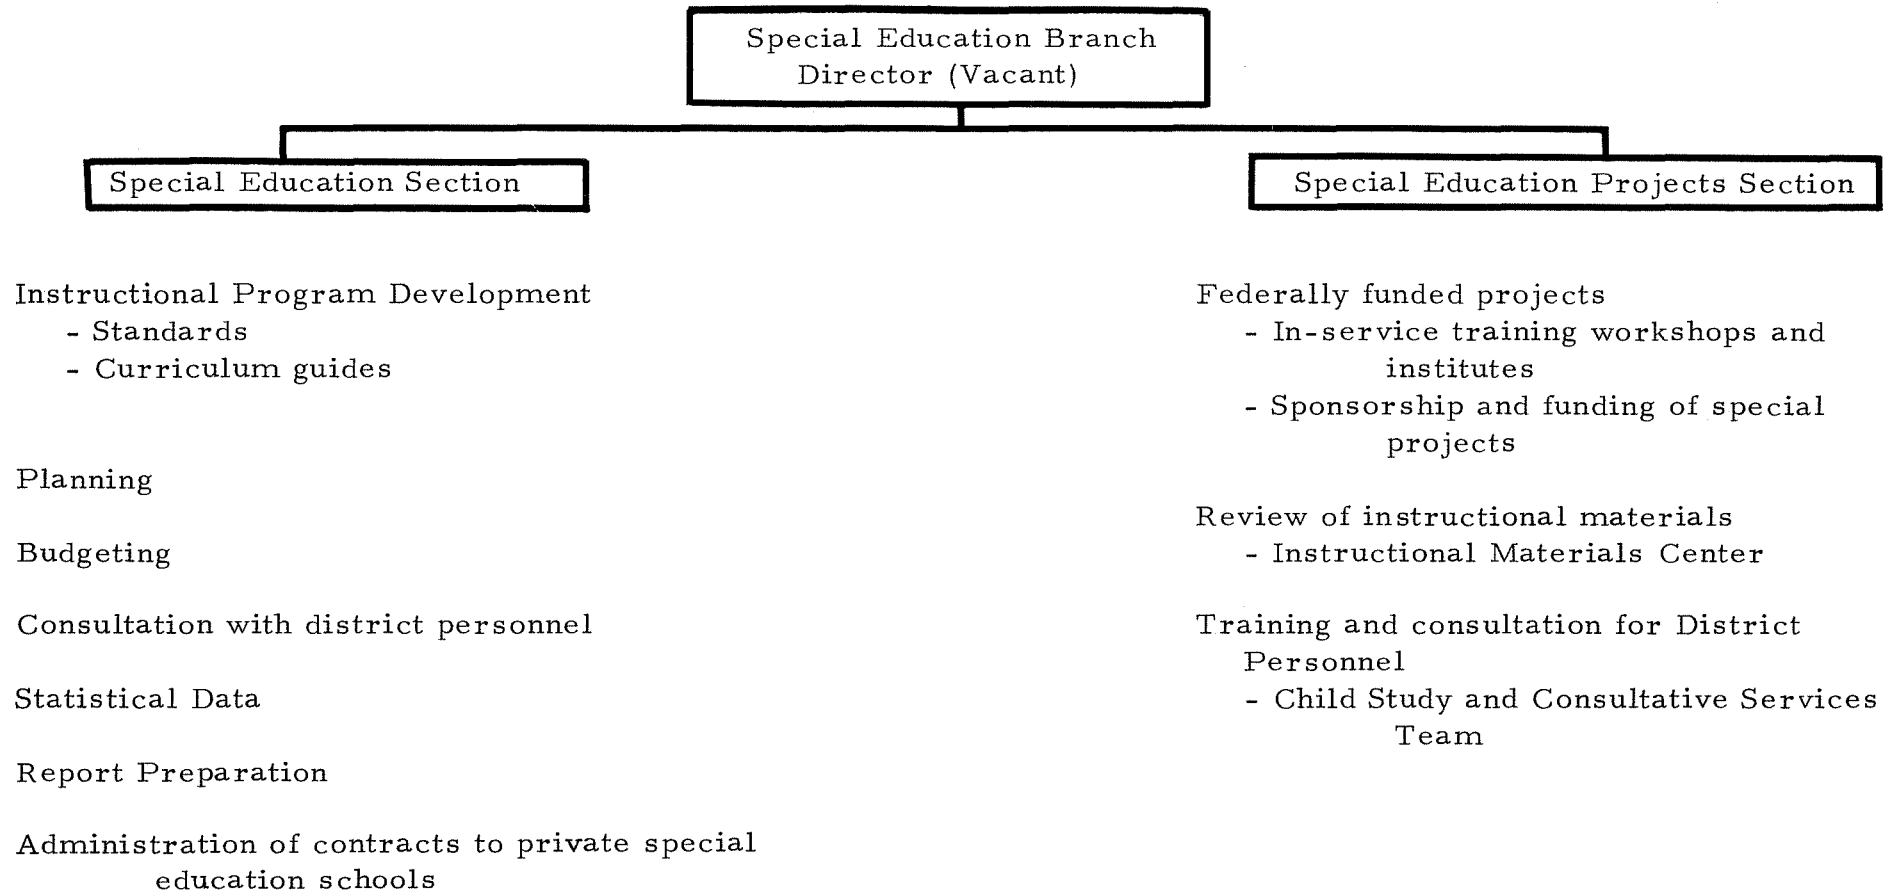 Special Education Branch
Director (Vacant)
Special Education Section
Special Education Projects Section
Instructional Program Development
- Standards
- Curriculum guides
Planning
Budgeting
Consultation with district personnel
Statistical Data
Report Preparation
Administration of contracts to private special
education schools
Federally funded projects
- In-service training workshops and
institutes
- Sponsorship and funding of special
projects
Review of instructional materials
- Instructional Materials Center
Training and consultation for District
Personnel
- Child Study and Consultative Services
Team